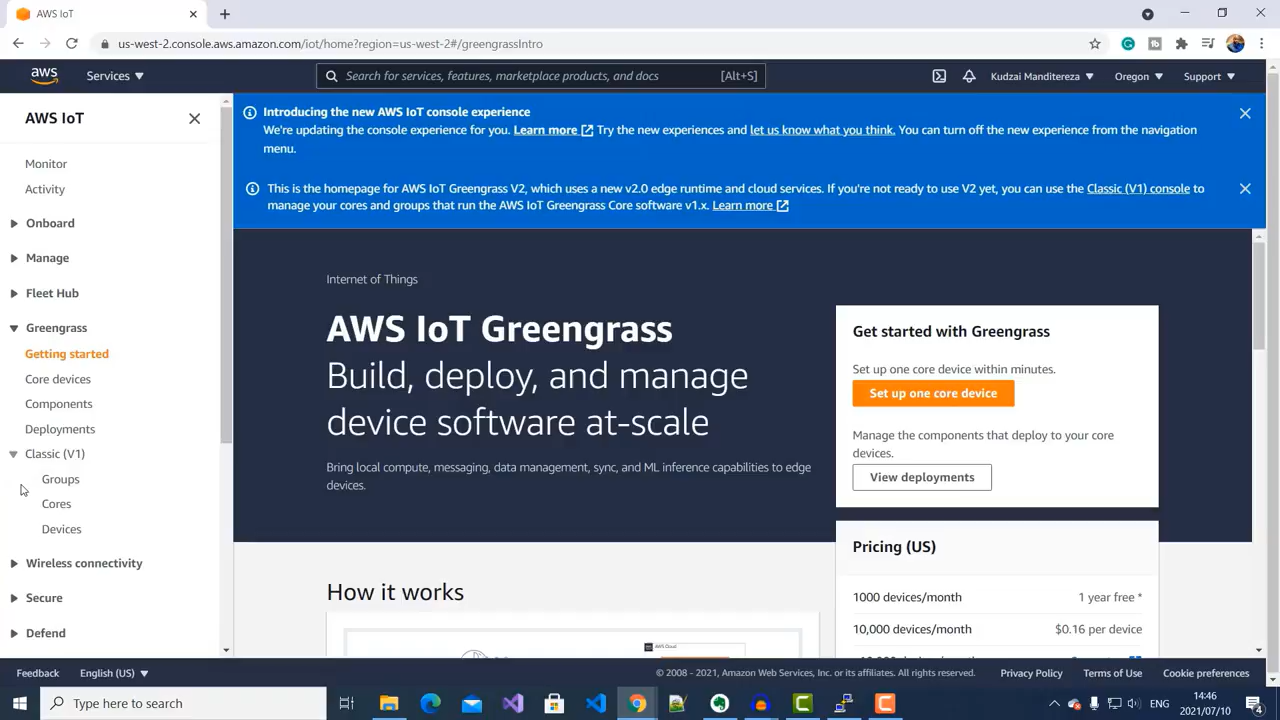 AWS IoT
us-west-2.console.aws.amazon.com/iot/home?region=us-west-2#/greengrassIntro
aws
Services
Search for services, features, marketplace products, and docs
[Alt+S]
Kudzai Manditereza
Oregon
Support
AWS IoT
Monitor
Activity
Onboard
Manage
Fleet Hub
Greengrass
Getting started
Core devices
Components
Deployments
Classic (V1)
Groups
Cores
Devices
Wireless connectivity
Secure
Defend
Introducing the new AWS IoT console experience
We're updating the console experience for you. Learn more Try the new experiences and let us know what you think. You can turn off the new experience from the navigation
menu.
This is the homepage for AWS IoT Greengrass V2, which uses a new v2.0 edge runtime and cloud services. If you're not ready to use V2 yet, you can use the Classic (V1) console to
manage your cores and groups that run the AWS IoT Greengrass Core software v1.x. Learn more
Internet of Things
AWS IoT Greengrass
Build, deploy, and manage
device software at-scale
Bring local compute, messaging, data management, sync, and ML inference capabilities to edge
devices.
Get started with Greengrass
Set up one core device within minutes.
Set up one core device
Manage the components that deploy to your core
devices.
View deployments
How it works
AWS Cloud
Pricing (US)
1000 devices/month 1 year free *
10,000 devices/month $0.16 per device
Feedback
English (US)
© 2008 - 2021, Amazon Web Services, Inc. or its affiliates. All rights reserved.
Privacy Policy
Terms of Use
Cookie preferences
Type here to search
ENG
14:46
2021/07/10
4